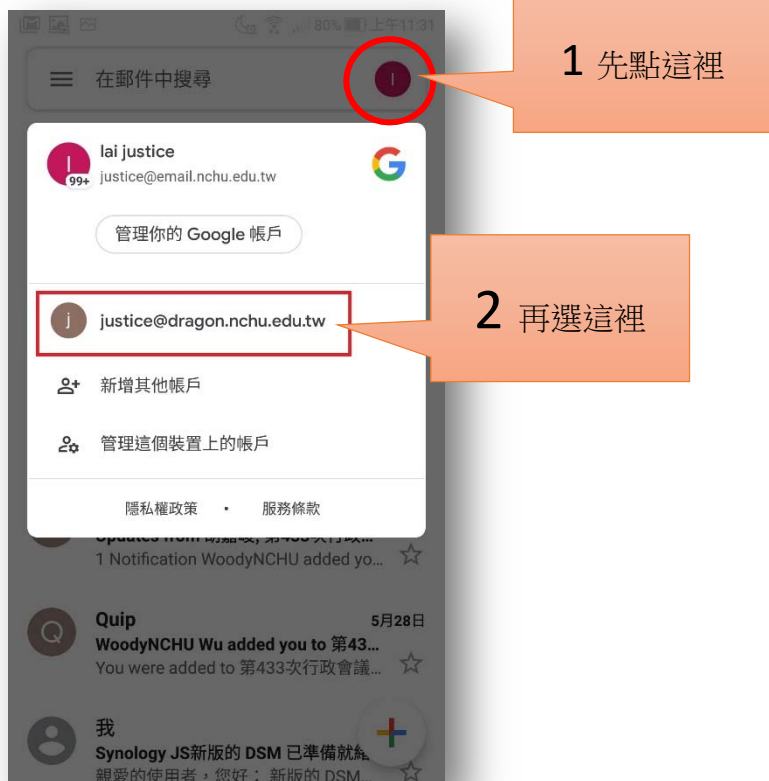 80% 上午11:31
在郵件中搜尋
I
1 先點這裡
I
99+
lai justice
justice@email.nchu.edu.tw
G
管理你的 Google 帳戶
j
justice@dragon.nchu.edu.tw
2 再選這裡
新增其他帳戶
管理這個裝置上的帳戶
隱私權政策 • 服務條款
1 Notification WoodyNCHU added yo...
Q
Quip 5月28日
WoodyNCHU Wu added you to 第43...
You were added to 第433次行政會議...
我
Synology JS新版的 DSM 已準備就緒
親愛的使用者，您好： 新版的 DSM...